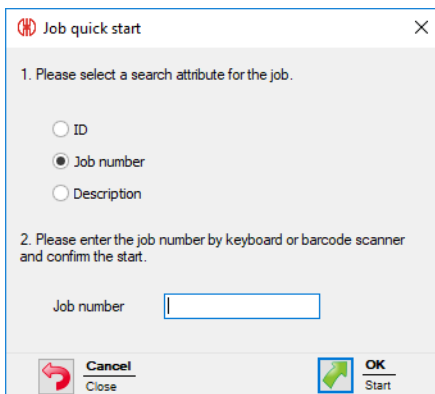 Job quick start
1. Please select a search attribute for the job.
ID
Job number
Description
2. Please enter the job number by keyboard or barcode scanner
and confirm the start.
Job number
Cancel
Close
OK
Start